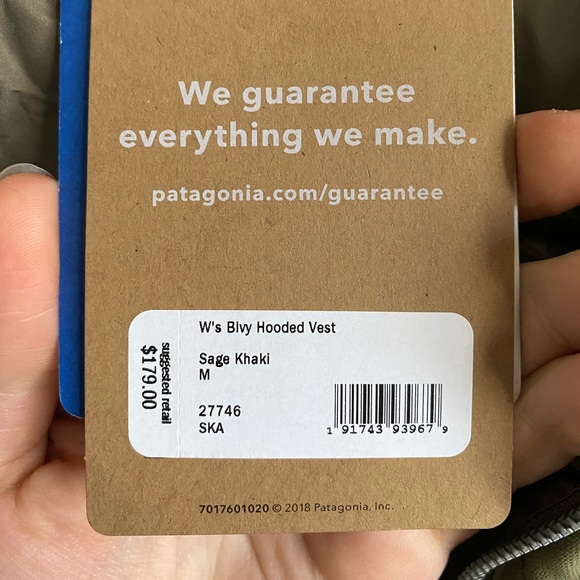 We guarantee
everything we make.
patagonia.com/guarantee
W's Bivy Hooded Vest
Sage Khaki
M
27746
SKA
suggested retail
$179.00
1 91743 93967 9
7017601020 © 2018 Patagonia, Inc.